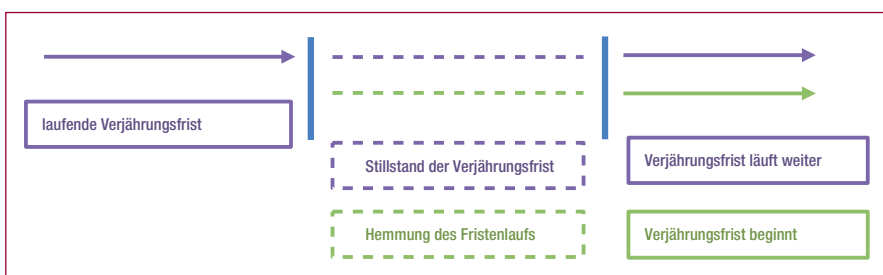 laufende Verjährungsfrist
Stillstand der Verjährungsfrist
Verjährungsfrist läuft weiter
Hemmung des Fristenlaufs
Verjährungsfrist beginnt